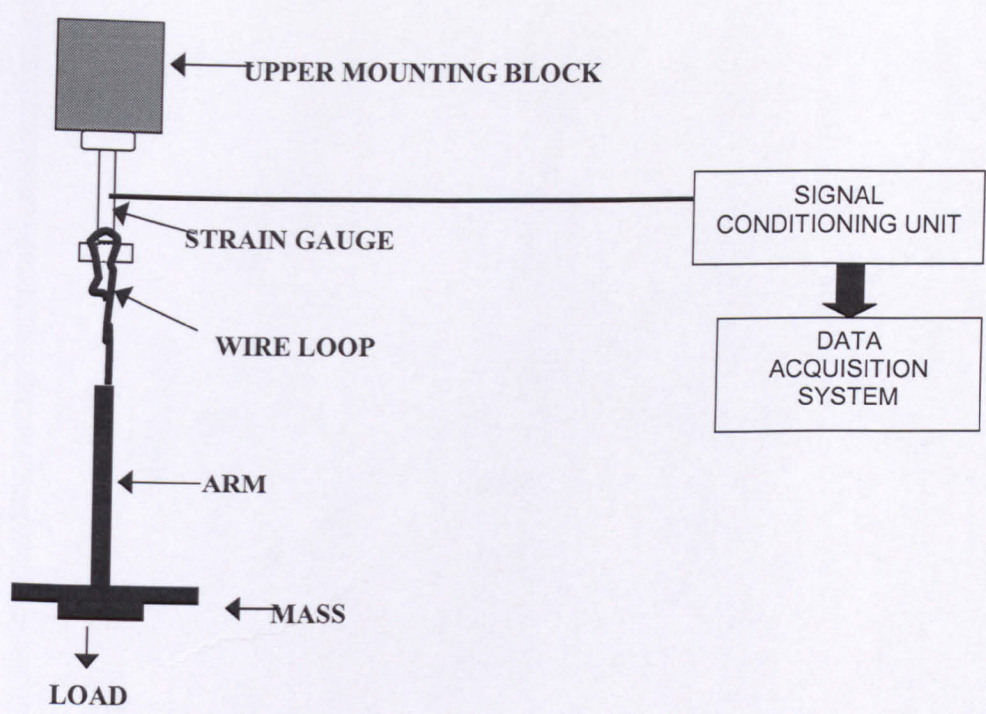 UPPER MOUNTING BLOCK
SIGNAL
CONDITIONING UNIT
STRAIN GAUGE
WIRE LOOP
DATA
ACQUISITION
SYSTEM
ARM
MASS
LOAD